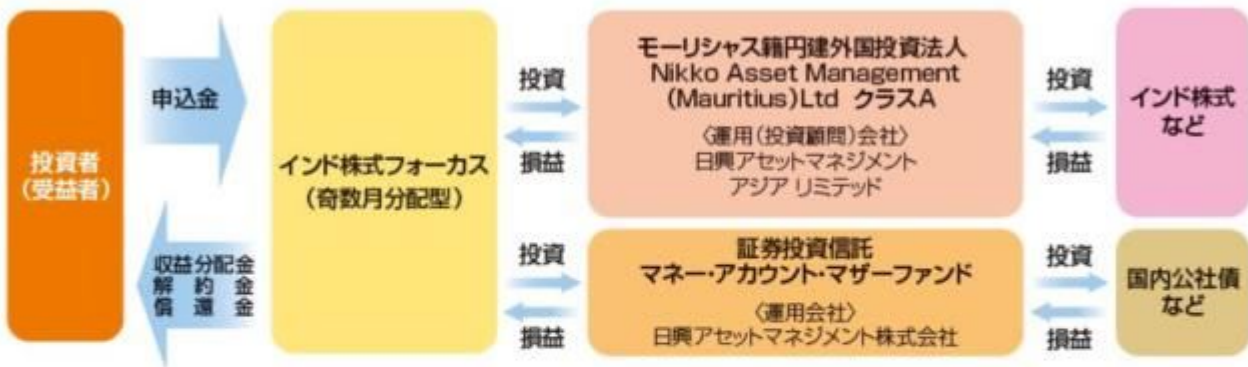 投資者
(受益者)
申込金
収益分配金
解約金
償還金
インド株式フォーカス
(奇数月分配型)
投資
損益
モーリシャス籍円建外国投資法人
Nikko Asset Management
(Mauritius)Ltd クラスA
〈運用(投資顧問)会社〉
日興アセットマネジメント
アジア リミテッド
投資
損益
インド株式
など
投資
損益
証券投資信託
マネー・アカウント・マザーファンド
〈運用会社〉
日興アセットマネジメント株式会社
投資
損益
国内公社債
など